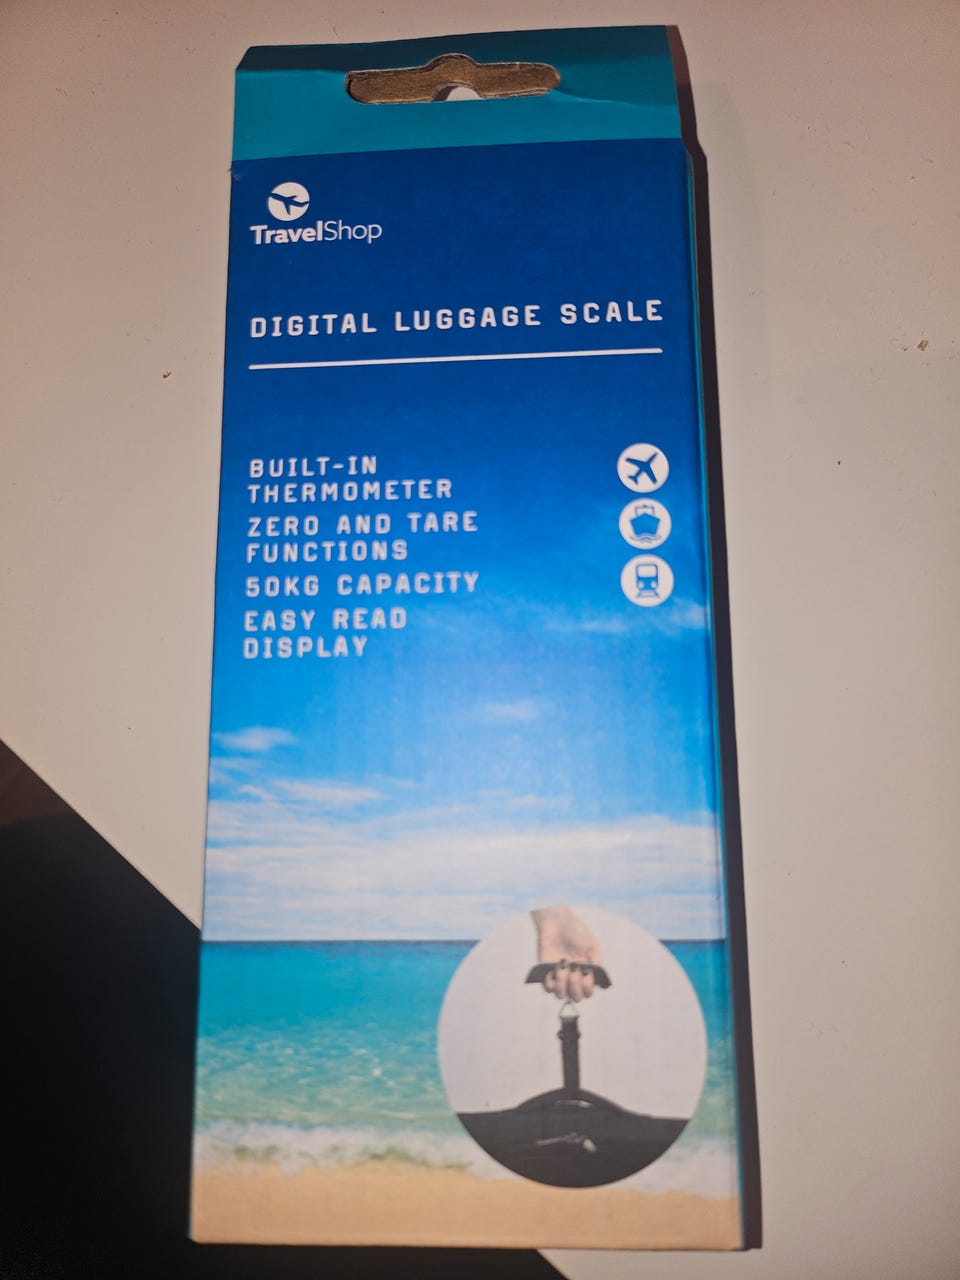 TravelShop
DIGITAL LUGGAGE SCALE
BUILT-IN
THERMOMETER
ZERO AND TARE
FUNCTIONS
50KG CAPACITY
EASY READ
DISPLAY